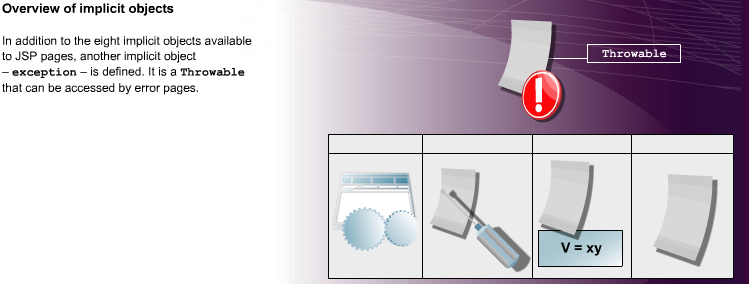 Overview of implicit objects
In addition to the eight implicit objects available
to JSP pages, another implicit object
– exception – is defined. It is a Throwable
that can be accessed by error pages.
Throwable
V = xy